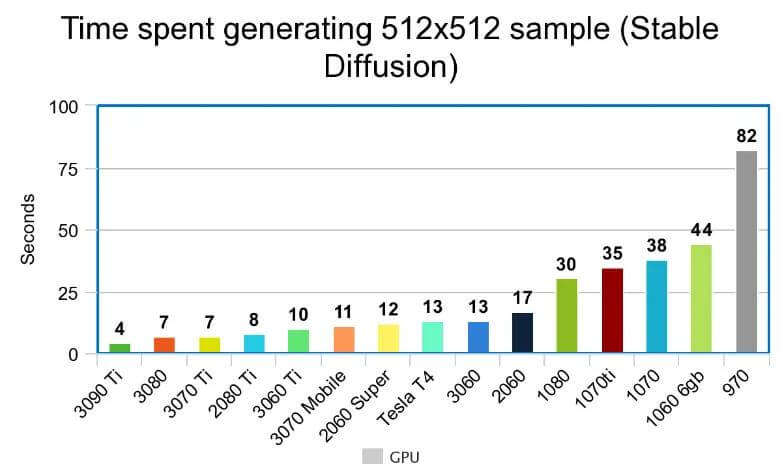 Time spent generating 512x512 sample (Stable
Diffusion)
100
75
50
25
0
Seconds
4
7
7
8
10
11
12
13
13
17
30
35
38
44
82
3090 Ti
3080
3070 Ti
2080 Ti
3060 Ti
3070 Mobile
2060 Super
Tesla T4
3060
2060
1080
1070ti
1070
1060 6gb
970
GPU